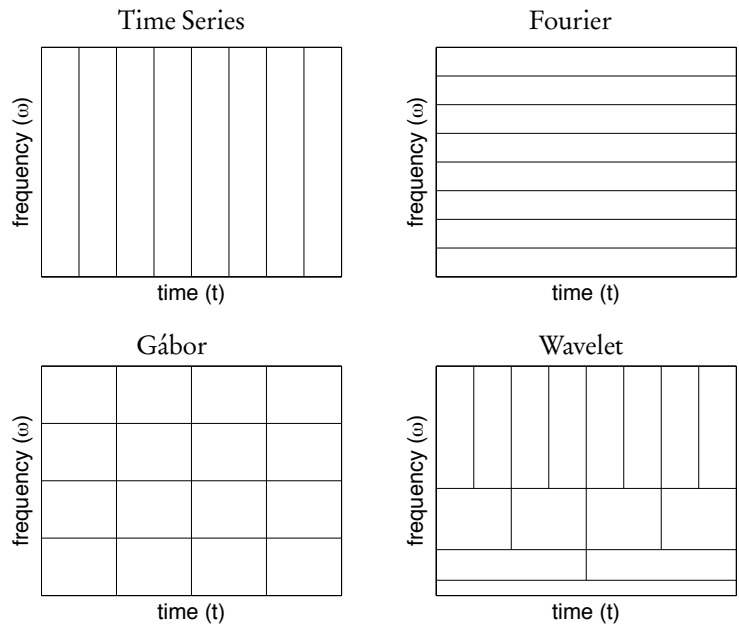 Time Series
frequency (ω)
time (t)
Fourier
frequency (ω)
time (t)
Gábor
frequency (ω)
time (t)
Wavelet
frequency (ω)
time (t)